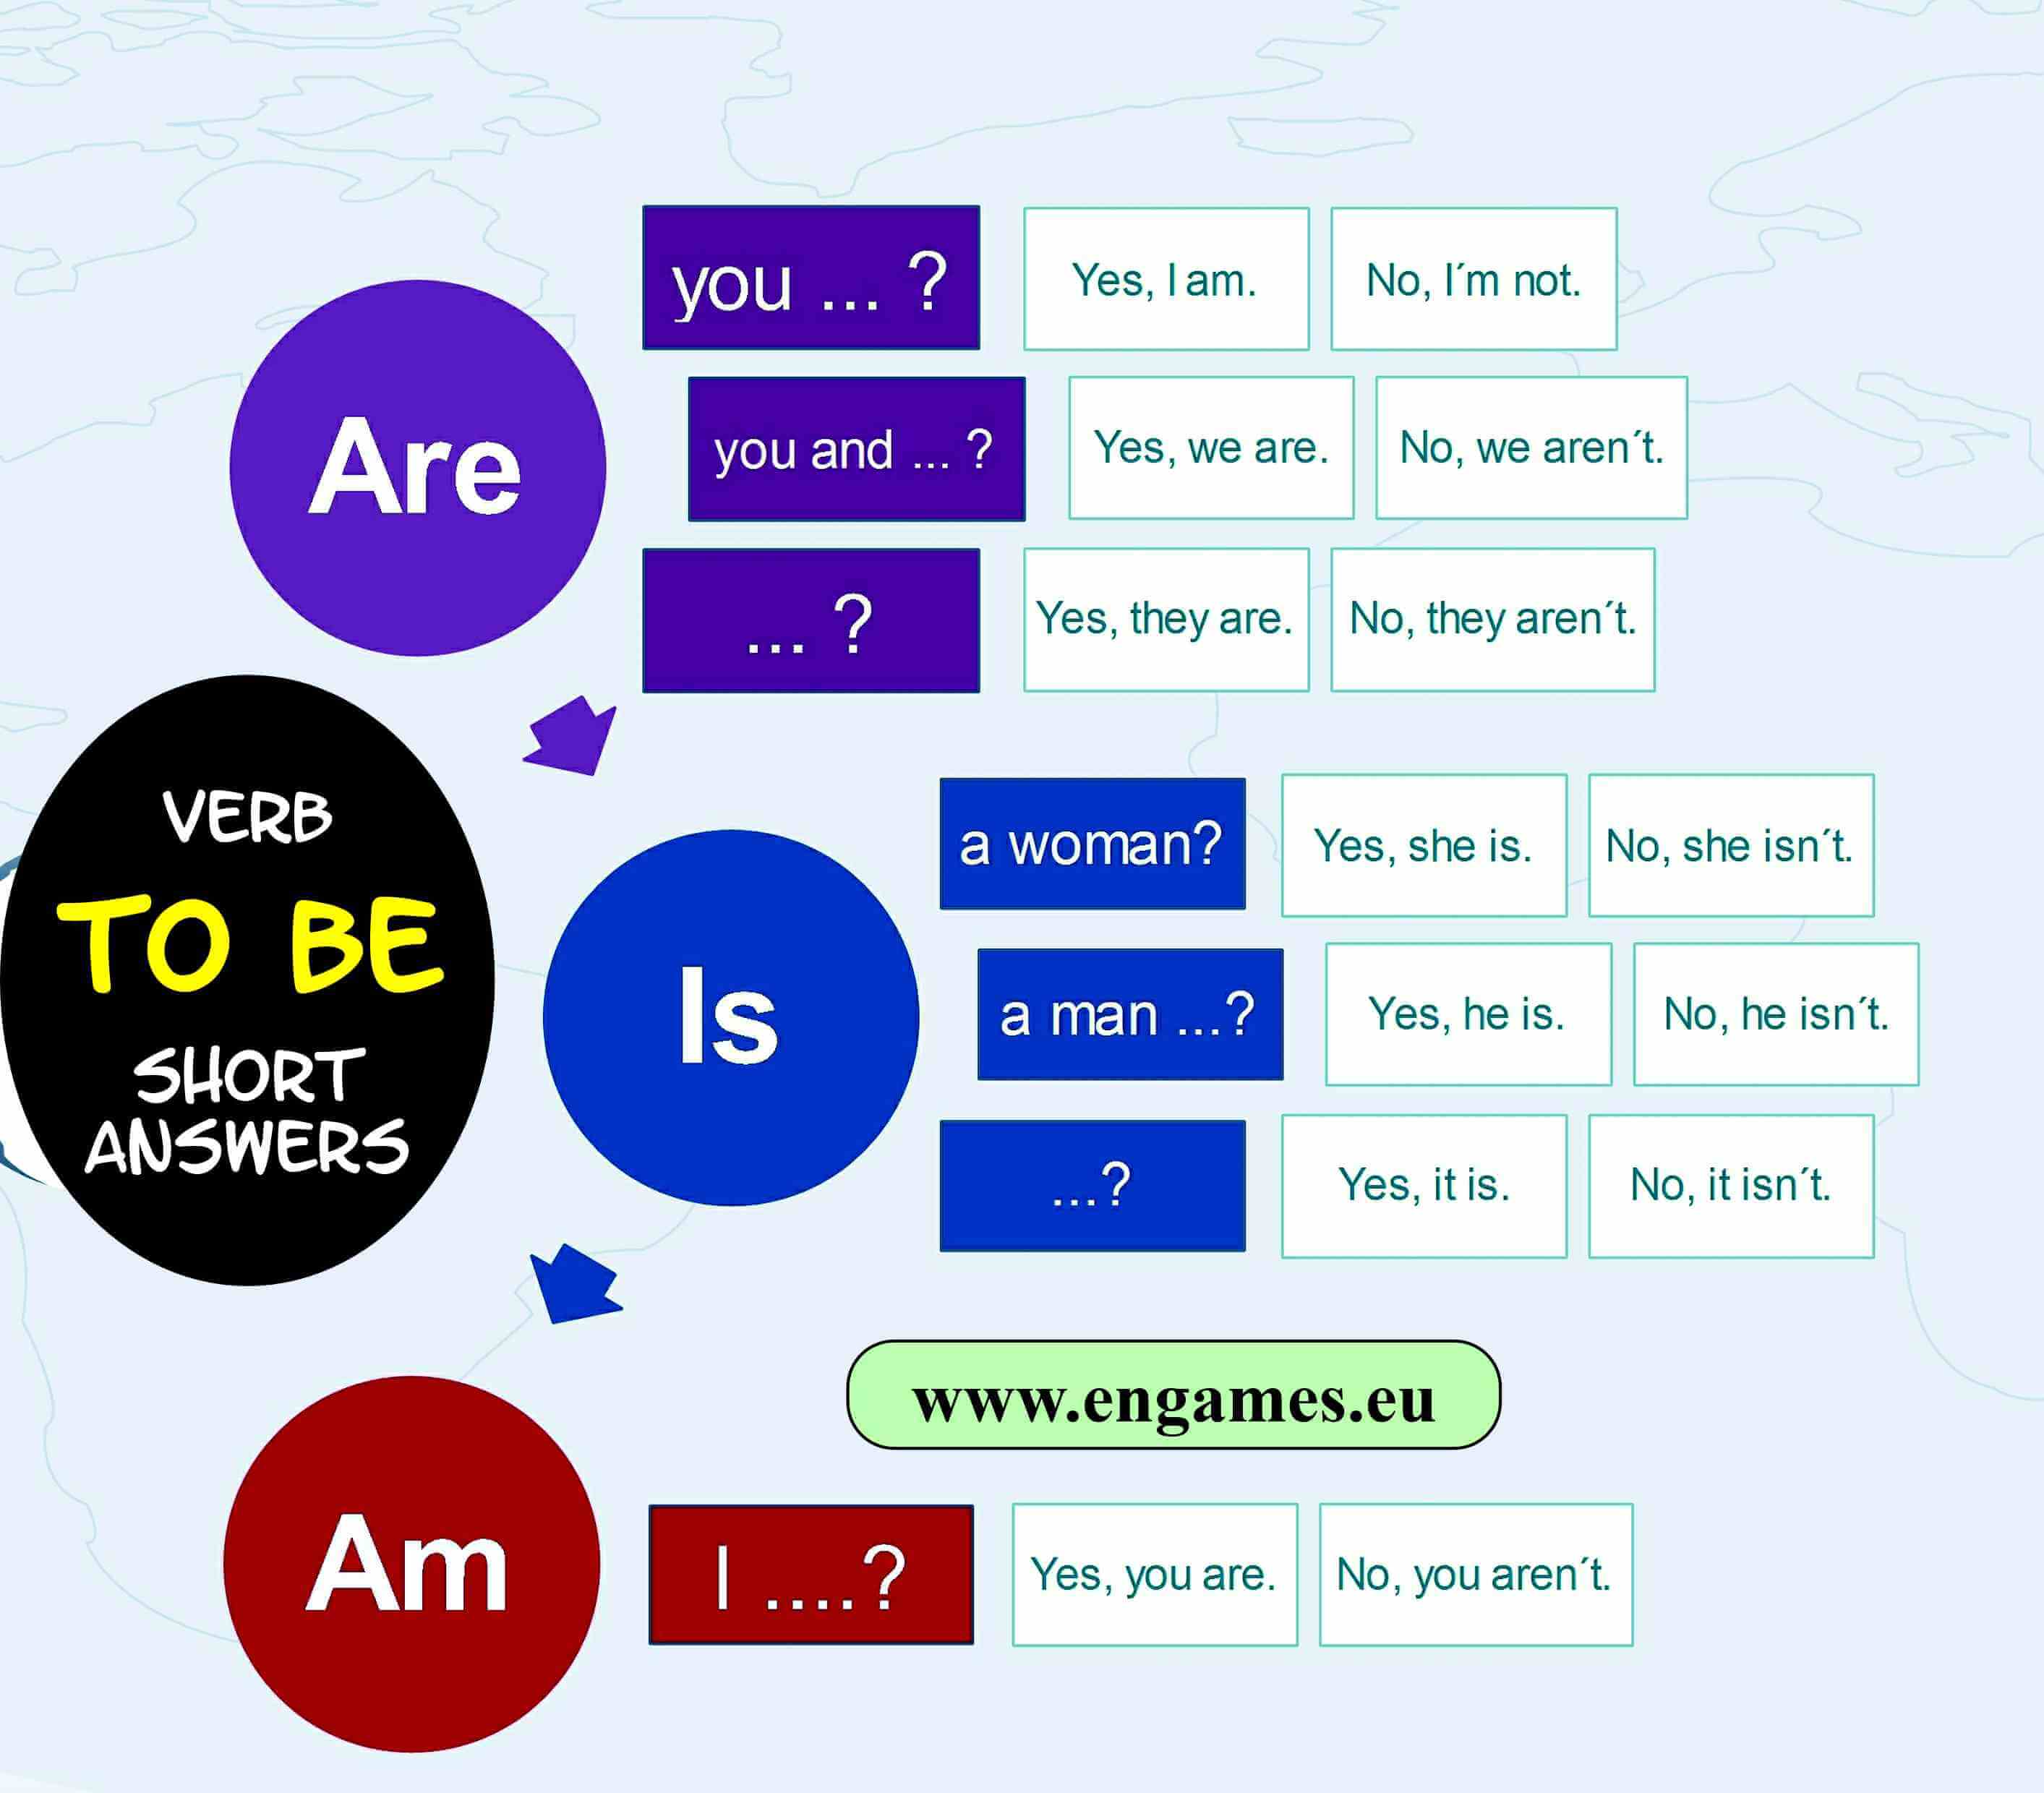 you ... ?
Yes, I am.
No, I´m not.
Are
you and ... ?
Yes, we are.
No, we aren´t.
... ?
Yes, they are.
No, they aren´t.
VERB
TO BE
SHORT
ANSWERS
Is
a woman?
Yes, she is.
No, she isn´t.
a man ...?
Yes, he is.
No, he isn´t.
...?
Yes, it is.
No, it isn´t.
www.engames.eu
Am
I ....?
Yes, you are.
No, you aren´t.